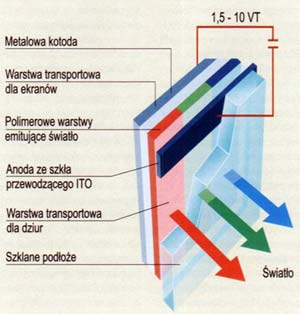 1,5 - 10 VT
Metalowa kotoda
Warstwa transportowa
dla ekranów
Polimerowe warstwy
emitujące światło
Anoda ze szkła
przewodzącego ITO
Warstwa transportowa
dla dziur
Szklane podłoże
Światło